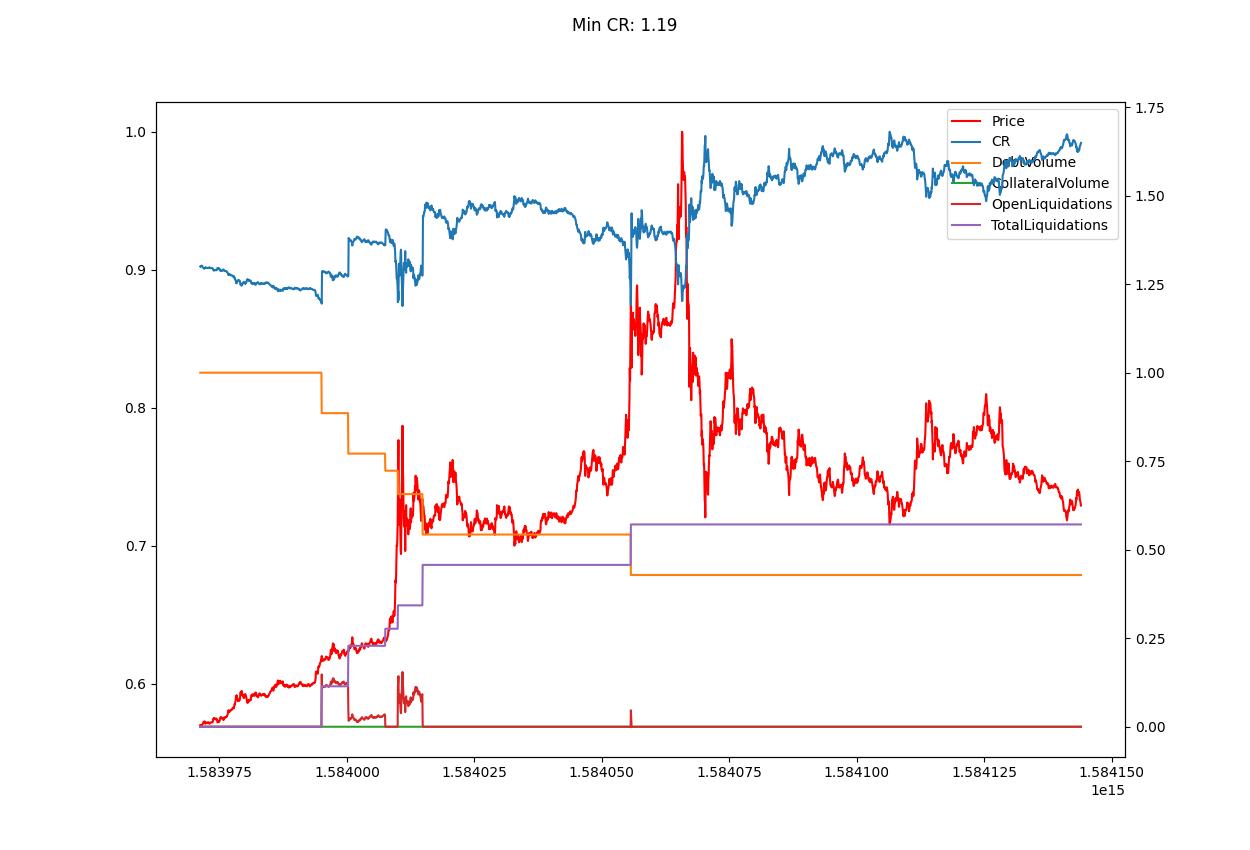 Min CR: 1.19
1.0
0.9
0.8
0.7
0.6
1.75
1.50
1.25
1.00
0.75
0.50
0.25
0.00
Price
CR
DebtVolume
CollateralVolume
OpenLiquidations
TotalLiquidations
1.583975 1.584000 1.584025 1.584050 1.584075 1.584100 1.584125 1.584150
1e15